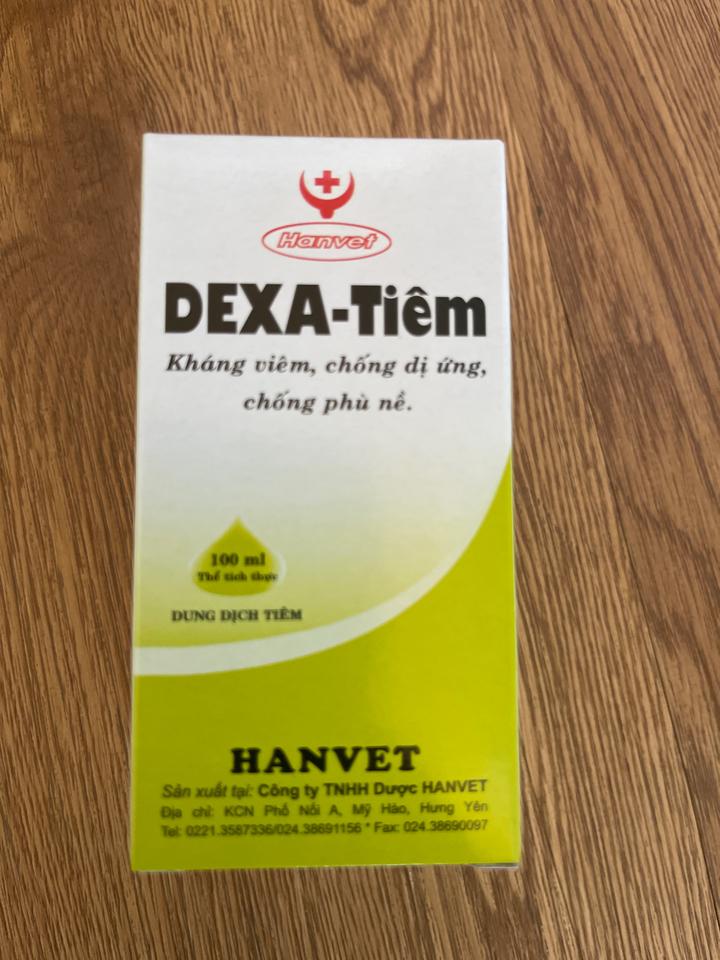 Hanvet
DEXA-Tiêm
Kháng viêm, chống dị ứng,
chống phù nề.
100 ml
Thể tích thực
DUNG DỊCH TIÊM
HANVET
Sản xuất tại: Công ty TNHH Dược HANVET
Địa chỉ: KCN Phố Nối A, Mỹ Hào, Hưng Yên
Tel: 0221.3587336/024.38691156 * Fax: 024.38690097